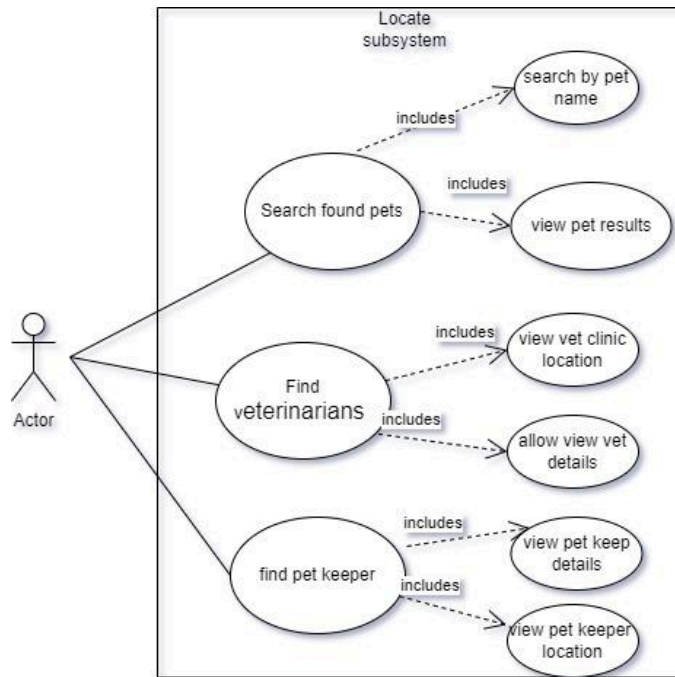 Locate
subsystem
search by pet
name
includes
Search found pets
includes
view pet results
Actor
Find
veterinarians
includes
view vet clinic
location
includes
allow view vet
details
find pet keeper
includes
view pet keep
details
includes
view pet keeper
location